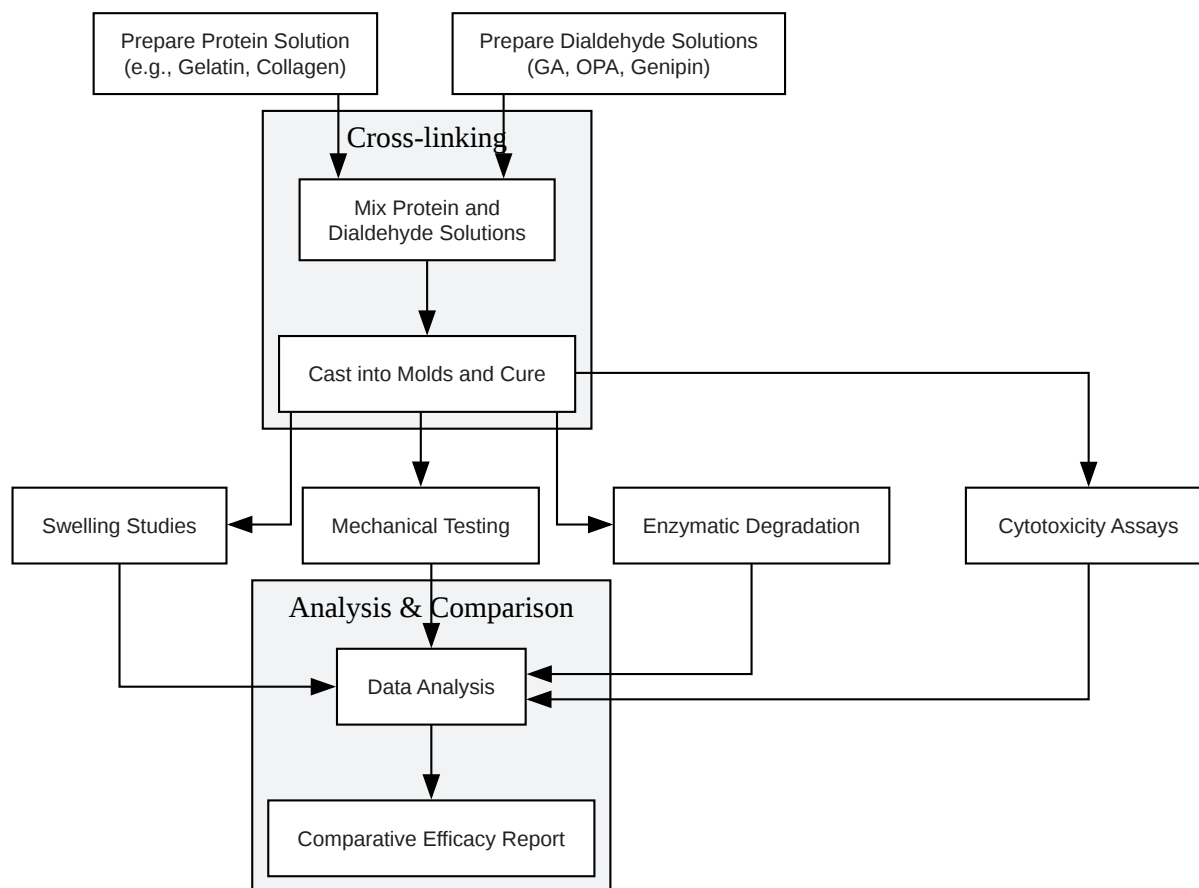 Prepare Protein Solution
(e.g., Gelatin, Collagen)
Prepare Dialdehyde Solutions
(GA, OPA, Genipin)
Cross-linking
Mix Protein and
Dialdehyde Solutions
Cast into Molds and Cure
Swelling Studies
Mechanical Testing
Enzymatic Degradation
Cytotoxicity Assays
Analysis & Comparison
Data Analysis
Comparative Efficacy Report